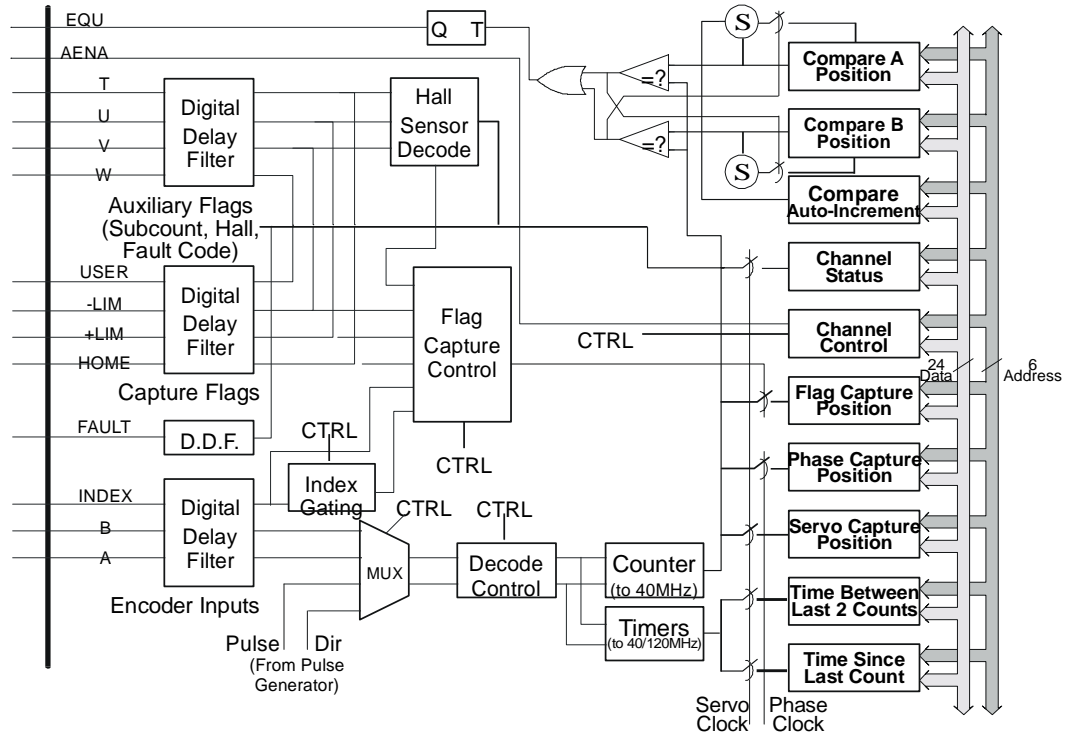 EQU
Q T
AENA
T
U
V
W
Digital
Delay
Filter
Hall
Sensor
Decode
Auxiliary Flags
(Subcount, Hall,
Fault Code)
USER
-LIM
+LIM
HOME
Digital
Delay
Filter
Capture Flags
Flag
Capture
Control
CTRL
FAULT
D.D.F.
CTRL
Index
Gating
INDEX
B
A
Digital
Delay
Filter
Encoder Inputs
CTRL
MUX
CTRL
Decode
Control
Pulse Dir
(From Pulse
Generator)
Counter
(to 40MHz)
Timers
(to 40/120MHz)
=?
=?
S
S
Compare A
Position
Compare B
Position
Compare
Auto-Increment
Channel
Status
CTRL
Channel
Control
Flag Capture
Position
Phase Capture
Position
Servo Capture
Position
Time Between
Last 2 Counts
Time Since
Last Count
24
Data
6
Address
Servo
Clock
Phase
Clock